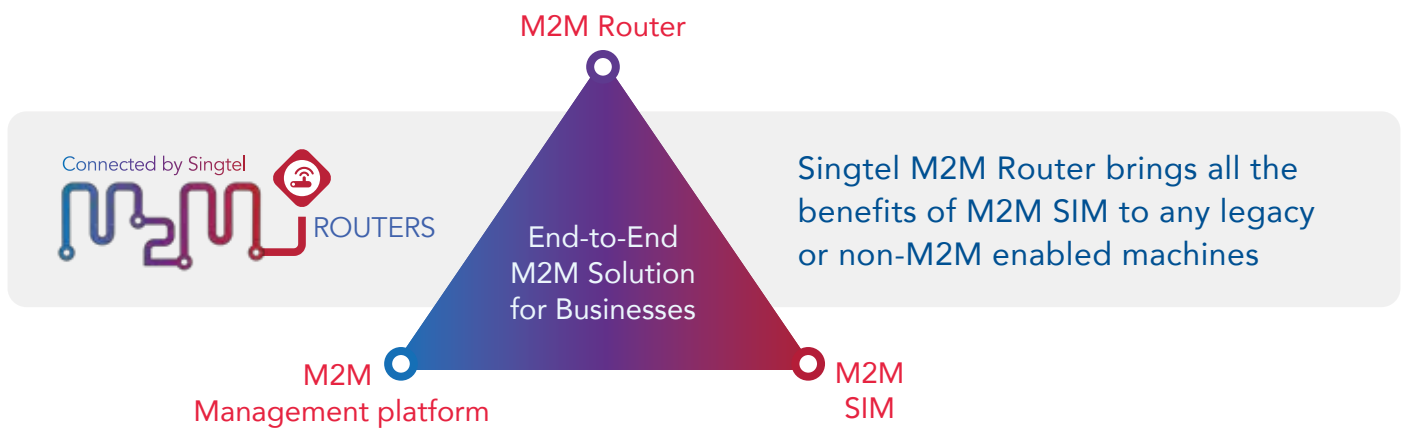 M2M Router
Connected by Singtel
M2M
ROUTERS
End-to-End
M2M Solution
for Businesses
Singtel M2M Router brings all the
benefits of M2M SIM to any legacy
or non-M2M enabled machines
M2M
Management platform
M2M
SIM